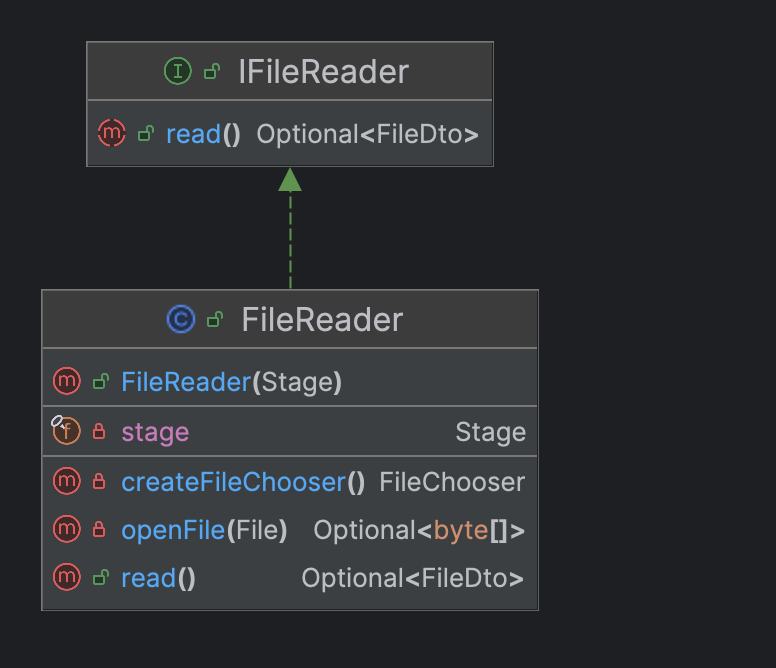 I IFileReader
m read() Optional<FileDto>
C FileReader
m FileReader(Stage)
f stage Stage
m createFileChooser() FileChooser
m openFile(File) Optional<byte[]>
m read() Optional<FileDto>